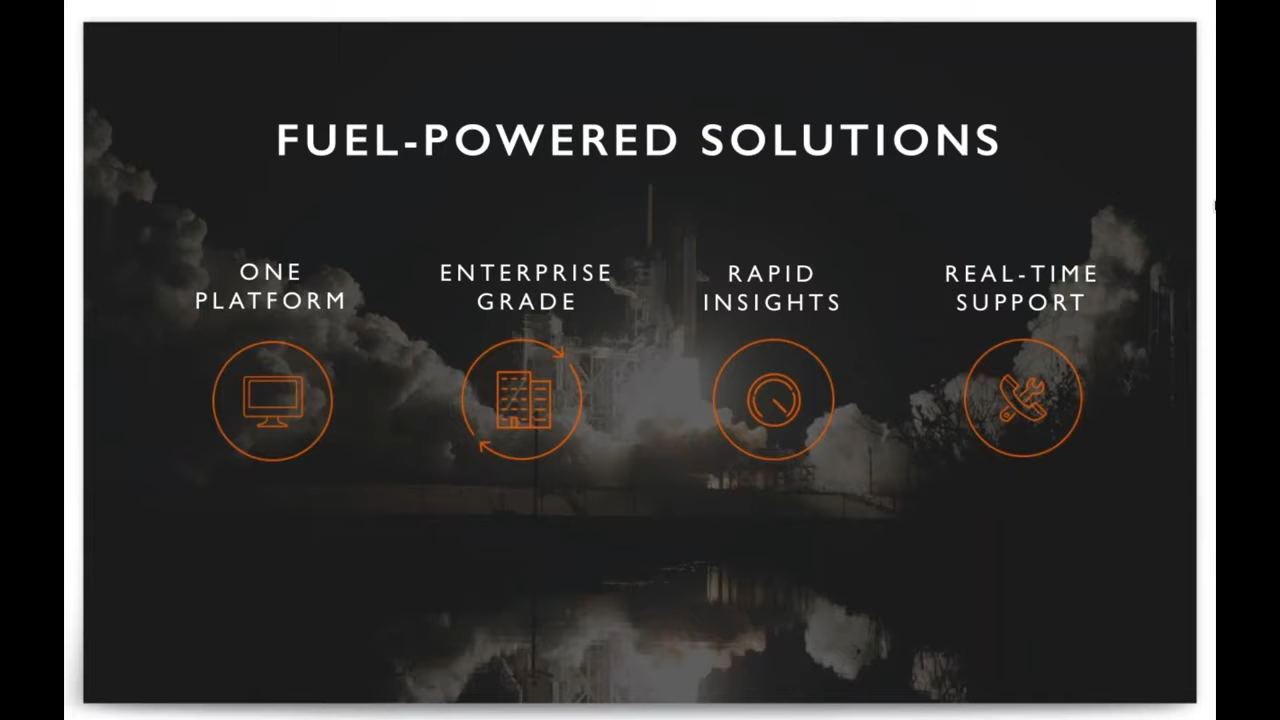 FUEL-POWERED SOLUTIONS
ONE
PLATFORM
ENTERPRISE
GRADE
RAPID
INSIGHTS
REAL-TIME
SUPPORT